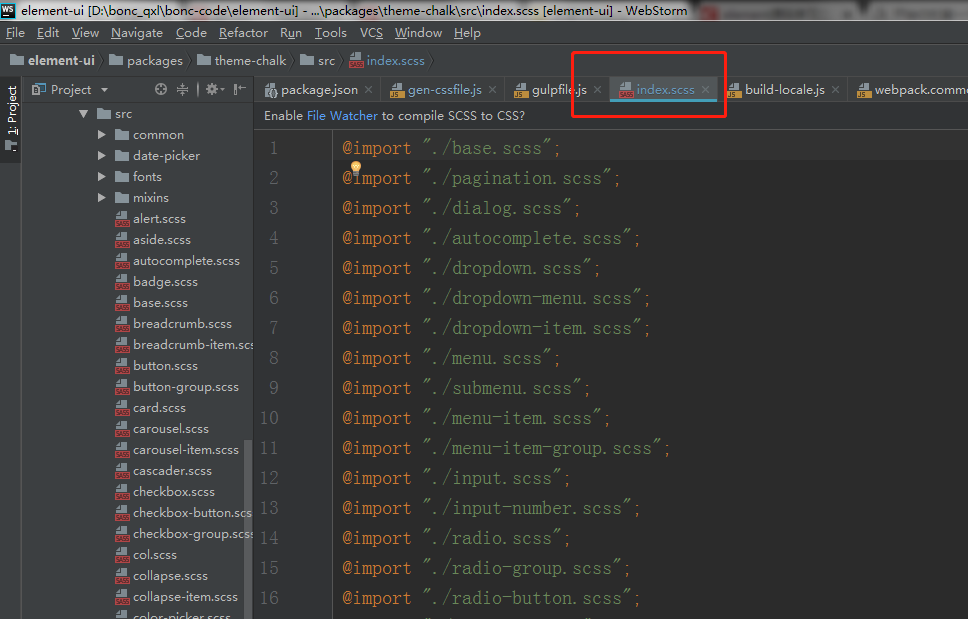 WS element-ui [D:\bonc_qxl\bonc-code\element-ui] - ...\packages\theme-chalk\src\index.scss [element-ui] - WebStorm
File Edit View Navigate Code Refactor Run Tools VCS Window Help
element-ui packages theme-chalk src index.scss
1: Project
Project
package.json gen-cssfile.js gulpfile.js index.scss build-locale.js webpack.comm
Enable File Watcher to compile SCSS to CSS?
src
common
date-picker
fonts
mixins
alert.scss
aside.scss
autocomplete.scss
badge.scss
base.scss
breadcrumb.scss
breadcrumb-item.scs
button.scss
button-group.scss
card.scss
carousel.scss
carousel-item.scss
cascader.scss
checkbox.scss
checkbox-button.scs
checkbox-group.scss
col.scss
collapse.scss
collapse-item.scss
color-picker.scss
1 @import "./base.scss";
2 @import "./pagination.scss";
3 @import "./dialog.scss";
4 @import "./autocomplete.scss";
5 @import "./dropdown.scss";
6 @import "./dropdown-menu.scss";
7 @import "./dropdown-item.scss";
8 @import "./menu.scss";
9 @import "./submenu.scss";
10 @import "./menu-item.scss";
11 @import "./menu-item-group.scss";
12 @import "./input.scss";
13 @import "./input-number.scss";
14 @import "./radio.scss";
15 @import "./radio-group.scss";
16 @import "./radio-button.scss";